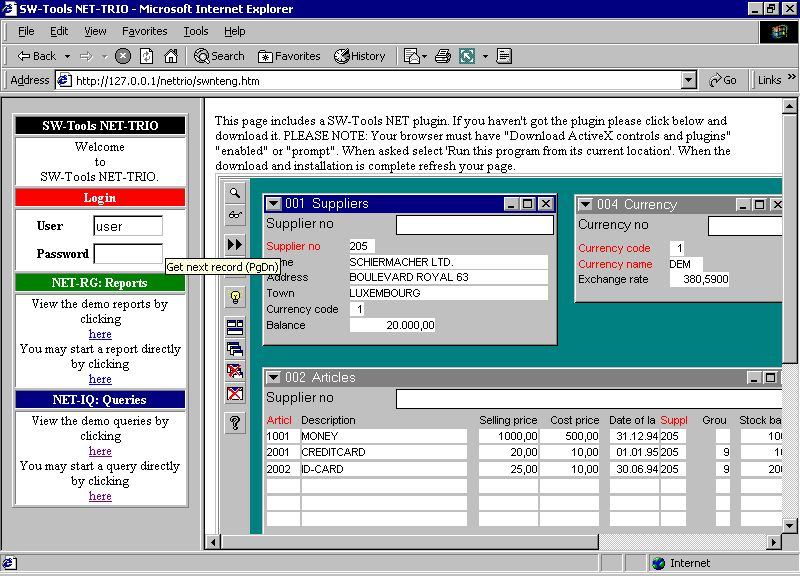 SW-Tools NET-TRIO - Microsoft Internet Explorer
File Edit View Favorites Tools Help
Back Search Favorites History
Address http://127.0.0.1/nettrio/swnteng.htm Go Links »
SW-Tools NET-TRIO
Welcome
to
SW-Tools NET-TRIO.
Login
User user
Password
NET-RG: Reports
View the demo reports by
clicking
here
You may start a report directly
by clicking
here
NET-IQ: Queries
View the demo queries by
clicking
here
You may start a query directly
by clicking
here
This page includes a SW-Tools NET plugin. If you haven't got the plugin please click below and
download it. PLEASE NOTE: Your browser must have "Download ActiveX controls and plugins"
"enabled" or "prompt". When asked select 'Run this program from its current location'. When the
download and installation is complete refresh your page.
Get next record (PgDn)
001 Suppliers
Supplier no
Supplier no 205
me SCHIERMACHER LTD.
Address BOULEVARD ROYAL 63
Town LUXEMBOURG
Currency code 1
Balance 20.000,00
004 Currency
Currency no
Currency code 1
Currency name DEM
Exchange rate 380,5900
002 Articles
Supplier no
Articl Description Selling price Cost price Date of la Suppl Grou Stock ba
1001 MONEY 1000,00 500,00 31.12.94 205 10
2001 CREDITCARD 20,00 10,00 01.01.95 205 9 1
2002 ID-CARD 25,00 10,00 30.06.94 205 9 20
Internet